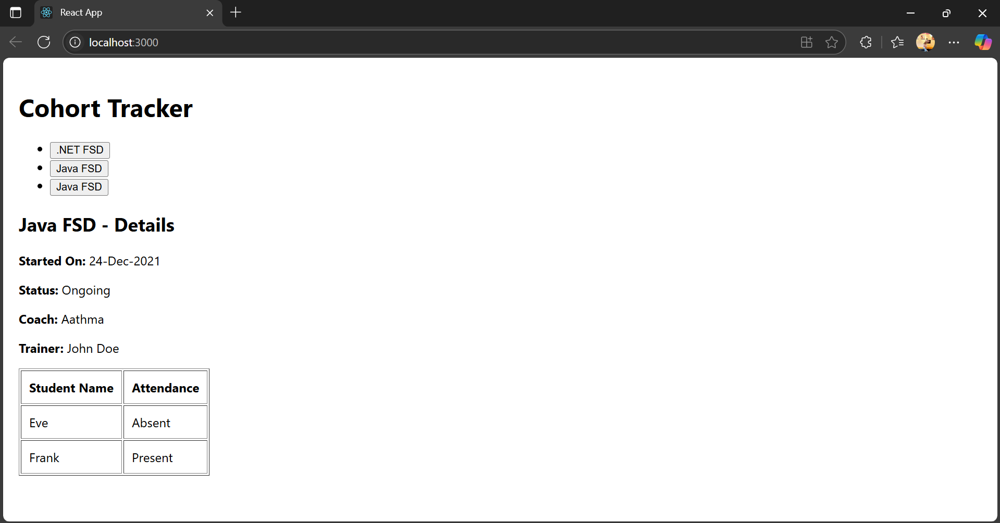 React App
localhost:3000
Cohort Tracker
.NET FSD
Java FSD
Java FSD
Java FSD - Details
Started On: 24-Dec-2021
Status: Ongoing
Coach: Aathma
Trainer: John Doe
Student Name Attendance
Eve Absent
Frank Present